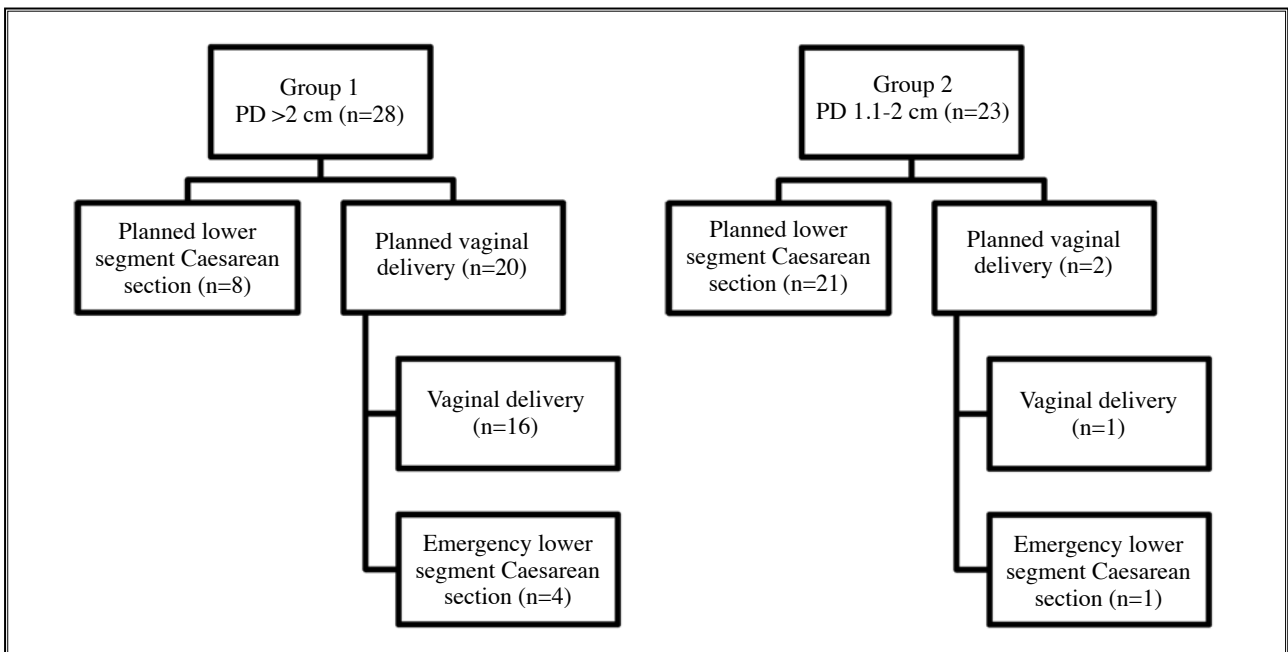 Group 1
PD >2 cm (n=28)
Planned lower
segment Caesarean
section (n=8)
Planned vaginal
delivery (n=20)
Vaginal delivery
(n=16)
Emergency lower
segment Caesarean
section (n=4)
Group 2
PD 1.1-2 cm (n=23)
Planned lower
segment Caesarean
section (n=21)
Planned vaginal
delivery (n=2)
Vaginal delivery
(n=1)
Emergency lower
segment Caesarean
section (n=1)